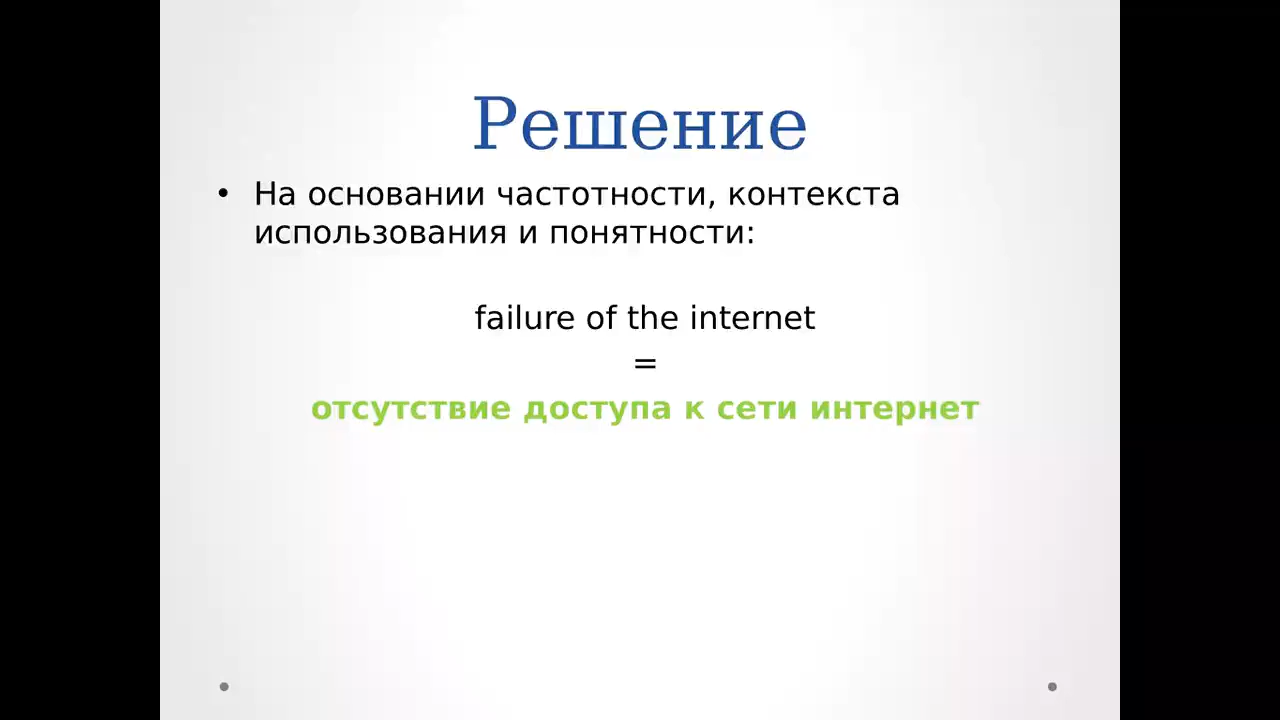 Решение
• На основании частотности, контекста
использования и понятности:
failure of the internet
=
отсутствие доступа к сети интернет